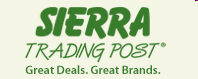 SIERRA
TRADING POST®
Great Deals. Great Brands.